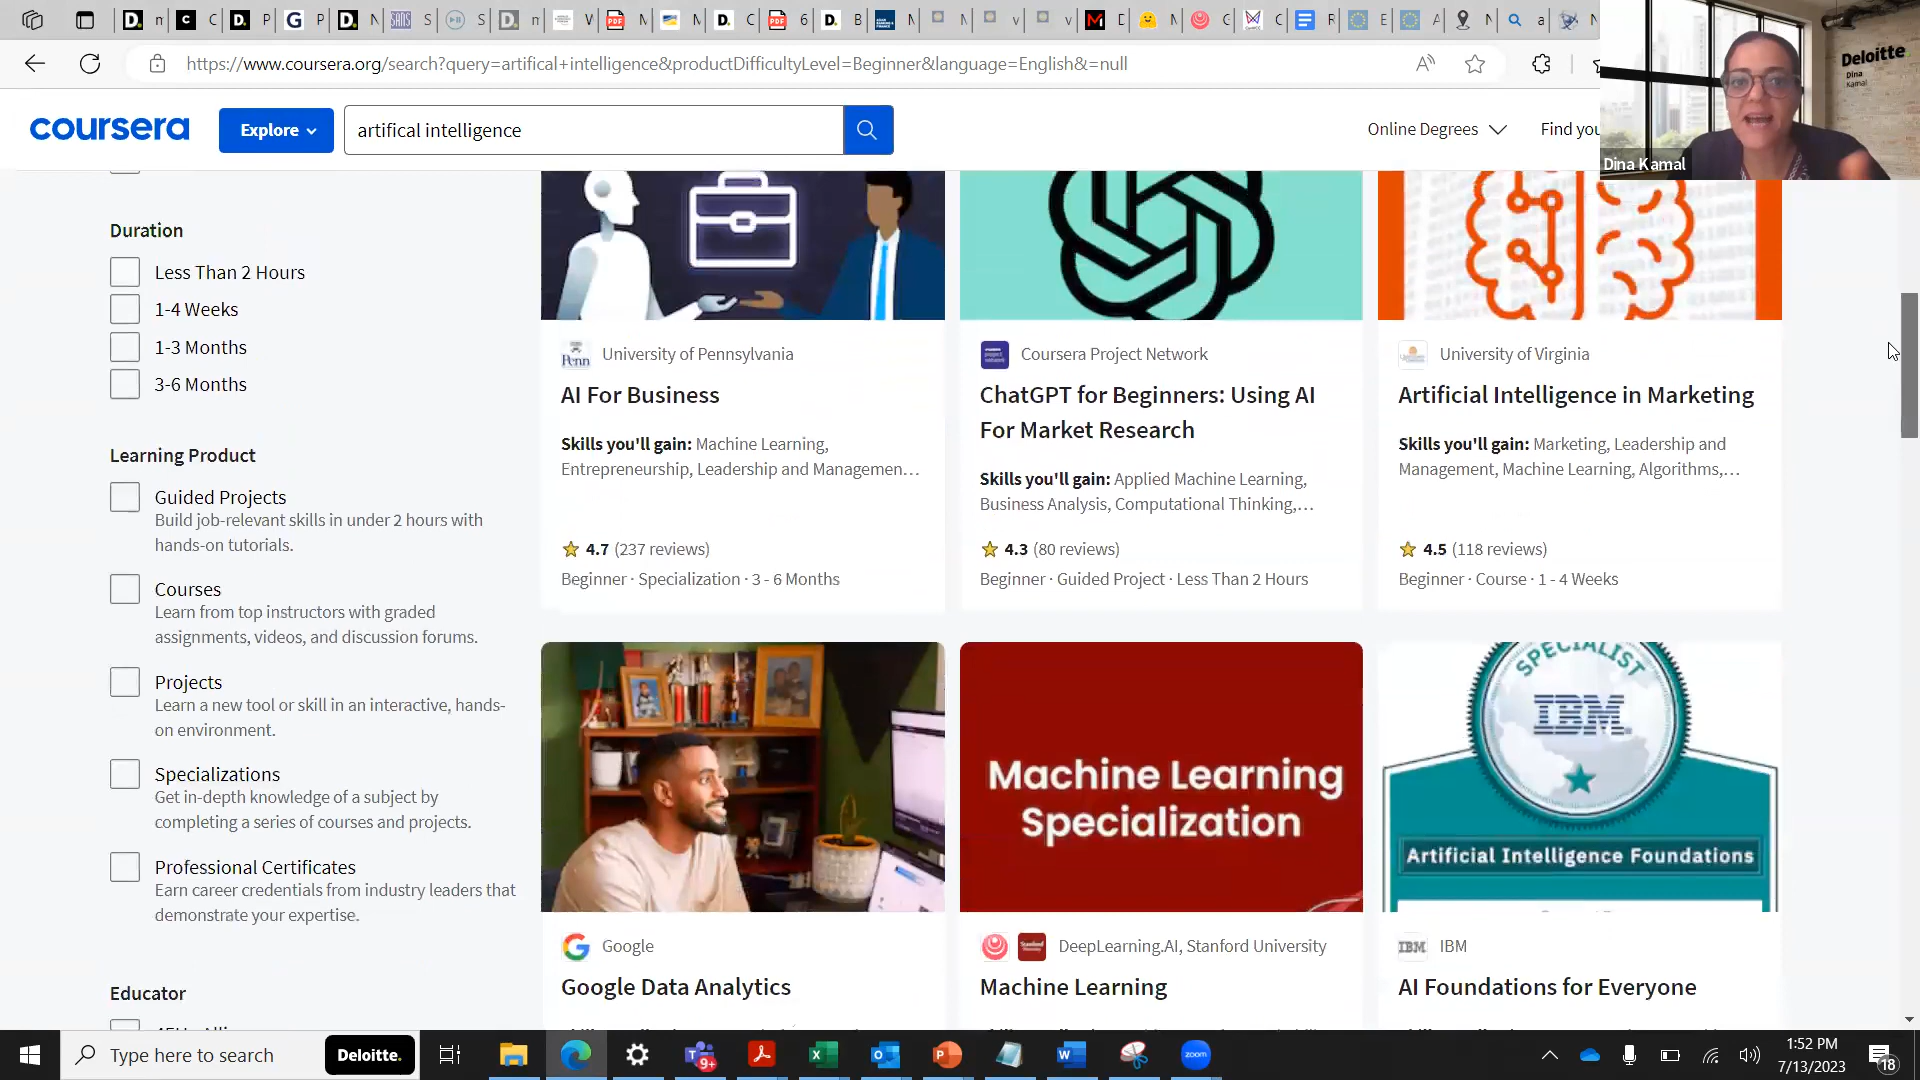 https://www.coursera.org/search?query=artifical+intelligence&productDifficultyLevel=Beginner&language=English&=null
Deloitte.
Dina
Kamal
Dina Kamal
coursera
Explore
artifical intelligence
Online Degrees
Find you
Duration
Less Than 2 Hours
1-4 Weeks
1-3 Months
3-6 Months
Learning Product
Guided Projects
Build job-relevant skills in under 2 hours with
hands-on tutorials.
Courses
Learn from top instructors with graded
assignments, videos, and discussion forums.
Projects
Learn a new tool or skill in an interactive, hands-
on environment.
Specializations
Get in-depth knowledge of a subject by
completing a series of courses and projects.
Professional Certificates
Earn career credentials from industry leaders that
demonstrate your expertise.
Educator
Penn
University of Pennsylvania
AI For Business
Skills you'll gain: Machine Learning,
Entrepreneurship, Leadership and Managemen…
4.7 (237 reviews)
Beginner · Specialization · 3 - 6 Months
Coursera Project Network
ChatGPT for Beginners: Using AI
For Market Research
Skills you'll gain: Applied Machine Learning,
Business Analysis, Computational Thinking,…
4.3 (80 reviews)
Beginner · Guided Project · Less Than 2 Hours
University of Virginia
Artificial Intelligence in Marketing
Skills you'll gain: Marketing, Leadership and
Management, Machine Learning, Algorithms,…
4.5 (118 reviews)
Beginner · Course · 1 - 4 Weeks
Google
Google Data Analytics
Machine Learning
Specialization
DeepLearning.AI, Stanford University
Machine Learning
SPECIALIST
IBM
Artificial Intelligence Foundations
IBM
IBM
AI Foundations for Everyone
Type here to search
Deloitte.
9+
zoom
1:52 PM
7/13/2023
18